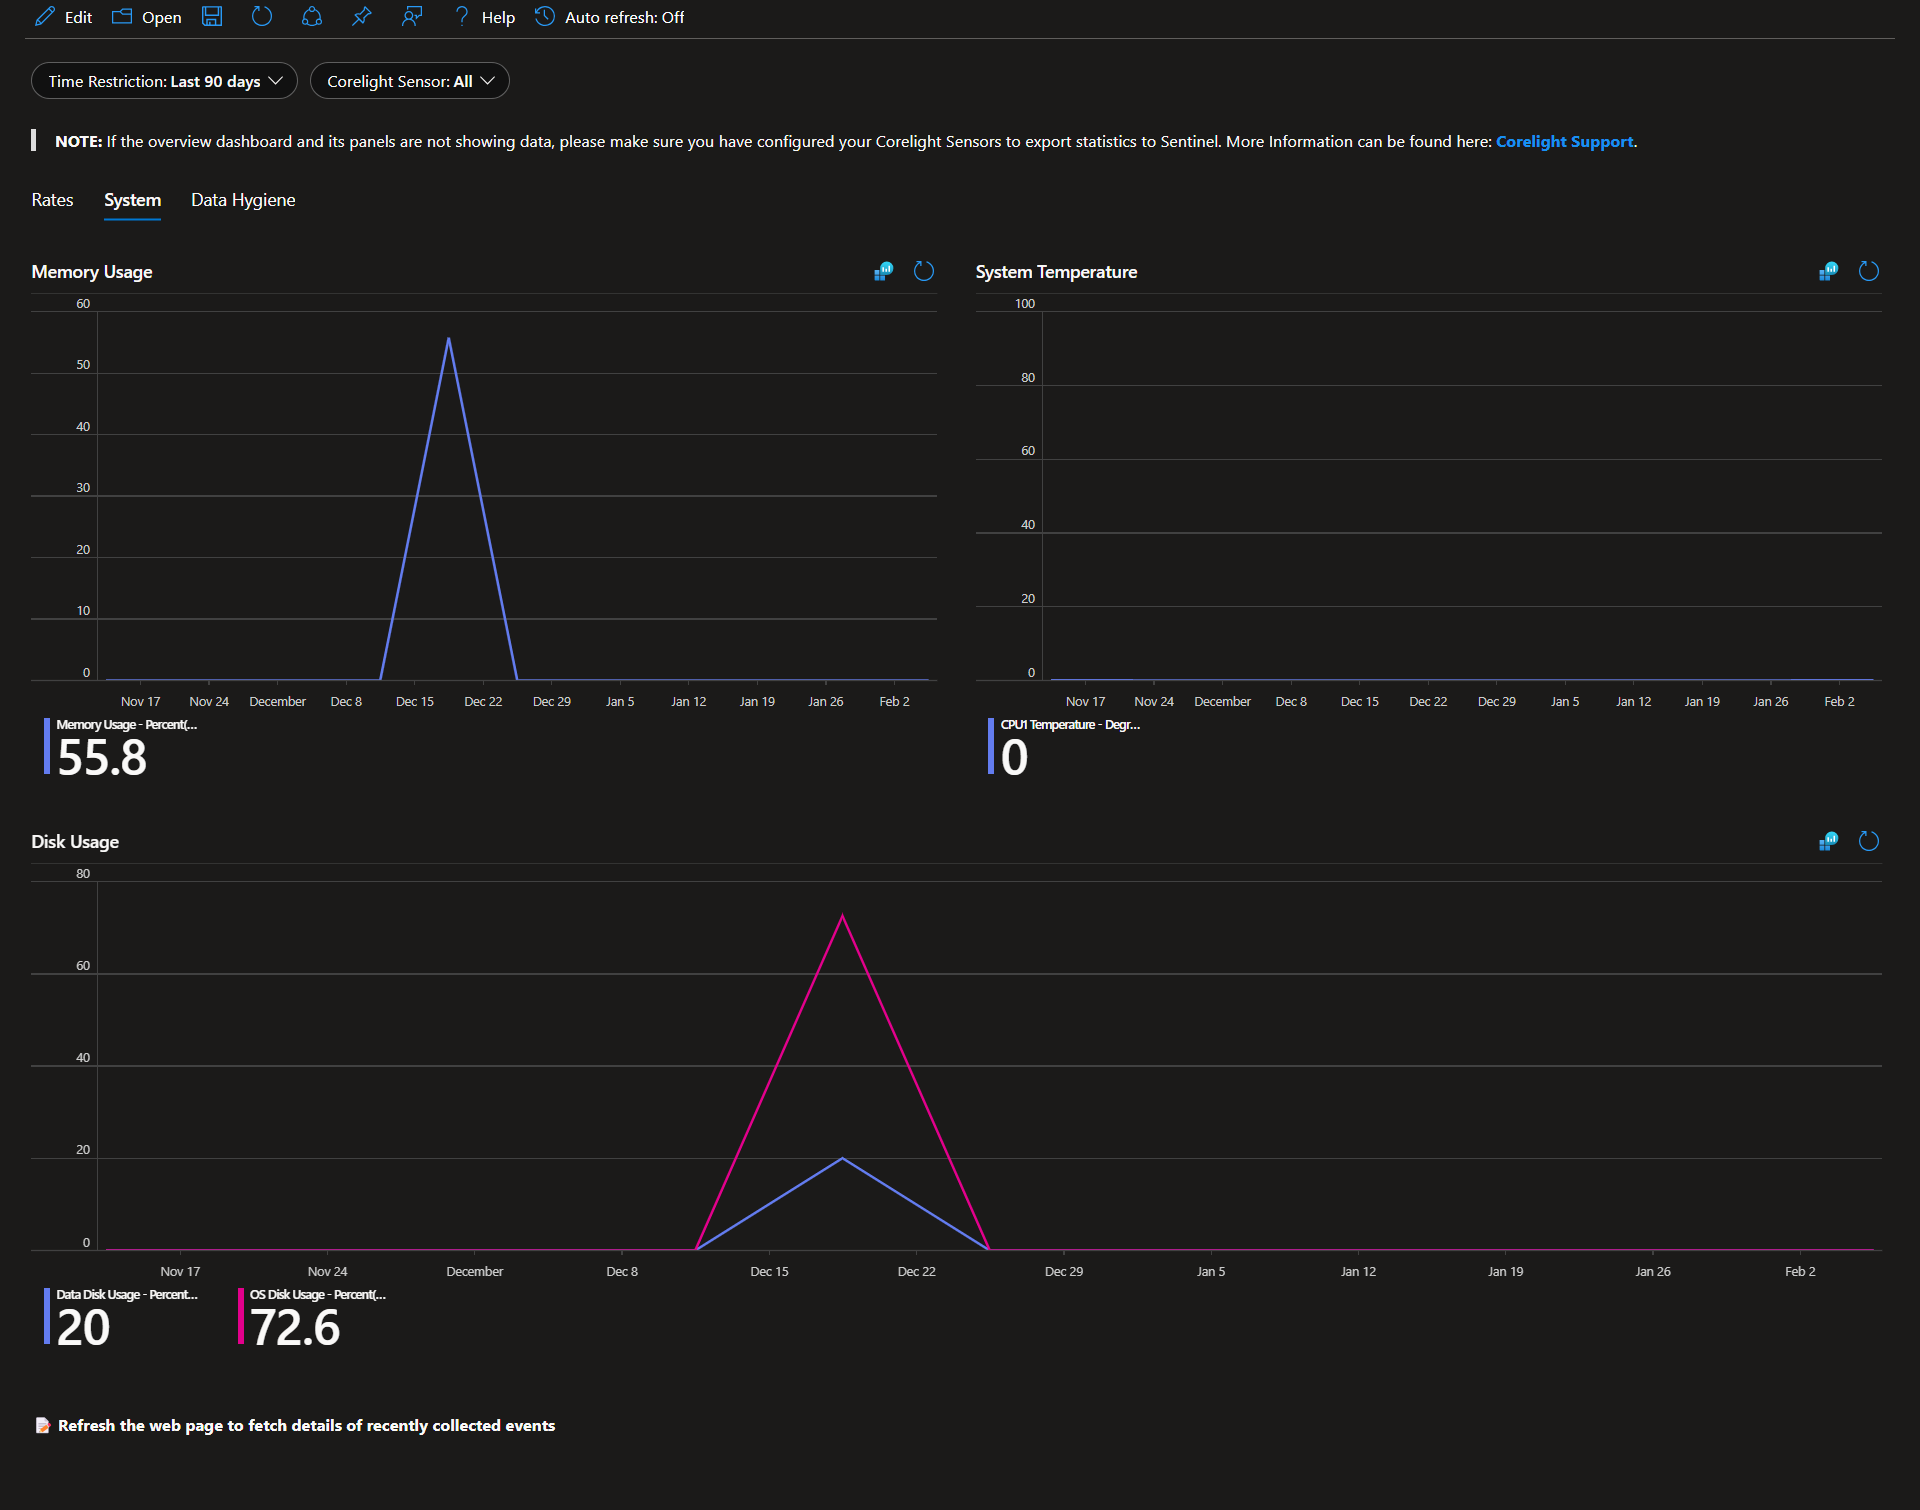 Edit Open Help Auto refresh: Off
Time Restriction: Last 90 days Corelight Sensor: All
NOTE: If the overview dashboard and its panels are not showing data, please make sure you have configured your Corelight Sensors to export statistics to Sentinel. More Information can be found here: Corelight Support.
Rates System Data Hygiene
Memory Usage
60
50
40
30
20
10
0
Nov 17 Nov 24 December Dec 8 Dec 15 Dec 22 Dec 29 Jan 5 Jan 12 Jan 19 Jan 26 Feb 2
Memory Usage - Percent(...
55.8
System Temperature
100
80
60
40
20
0
Nov 17 Nov 24 December Dec 8 Dec 15 Dec 22 Dec 29 Jan 5 Jan 12 Jan 19 Jan 26 Feb 2
CPU1 Temperature - Degr...
0
Disk Usage
80
60
40
20
0
Nov 17 Nov 24 December Dec 8 Dec 15 Dec 22 Dec 29 Jan 5 Jan 12 Jan 19 Jan 26 Feb 2
Data Disk Usage - Percent... OS Disk Usage - Percent(...
20 72.6
Refresh the web page to fetch details of recently collected events